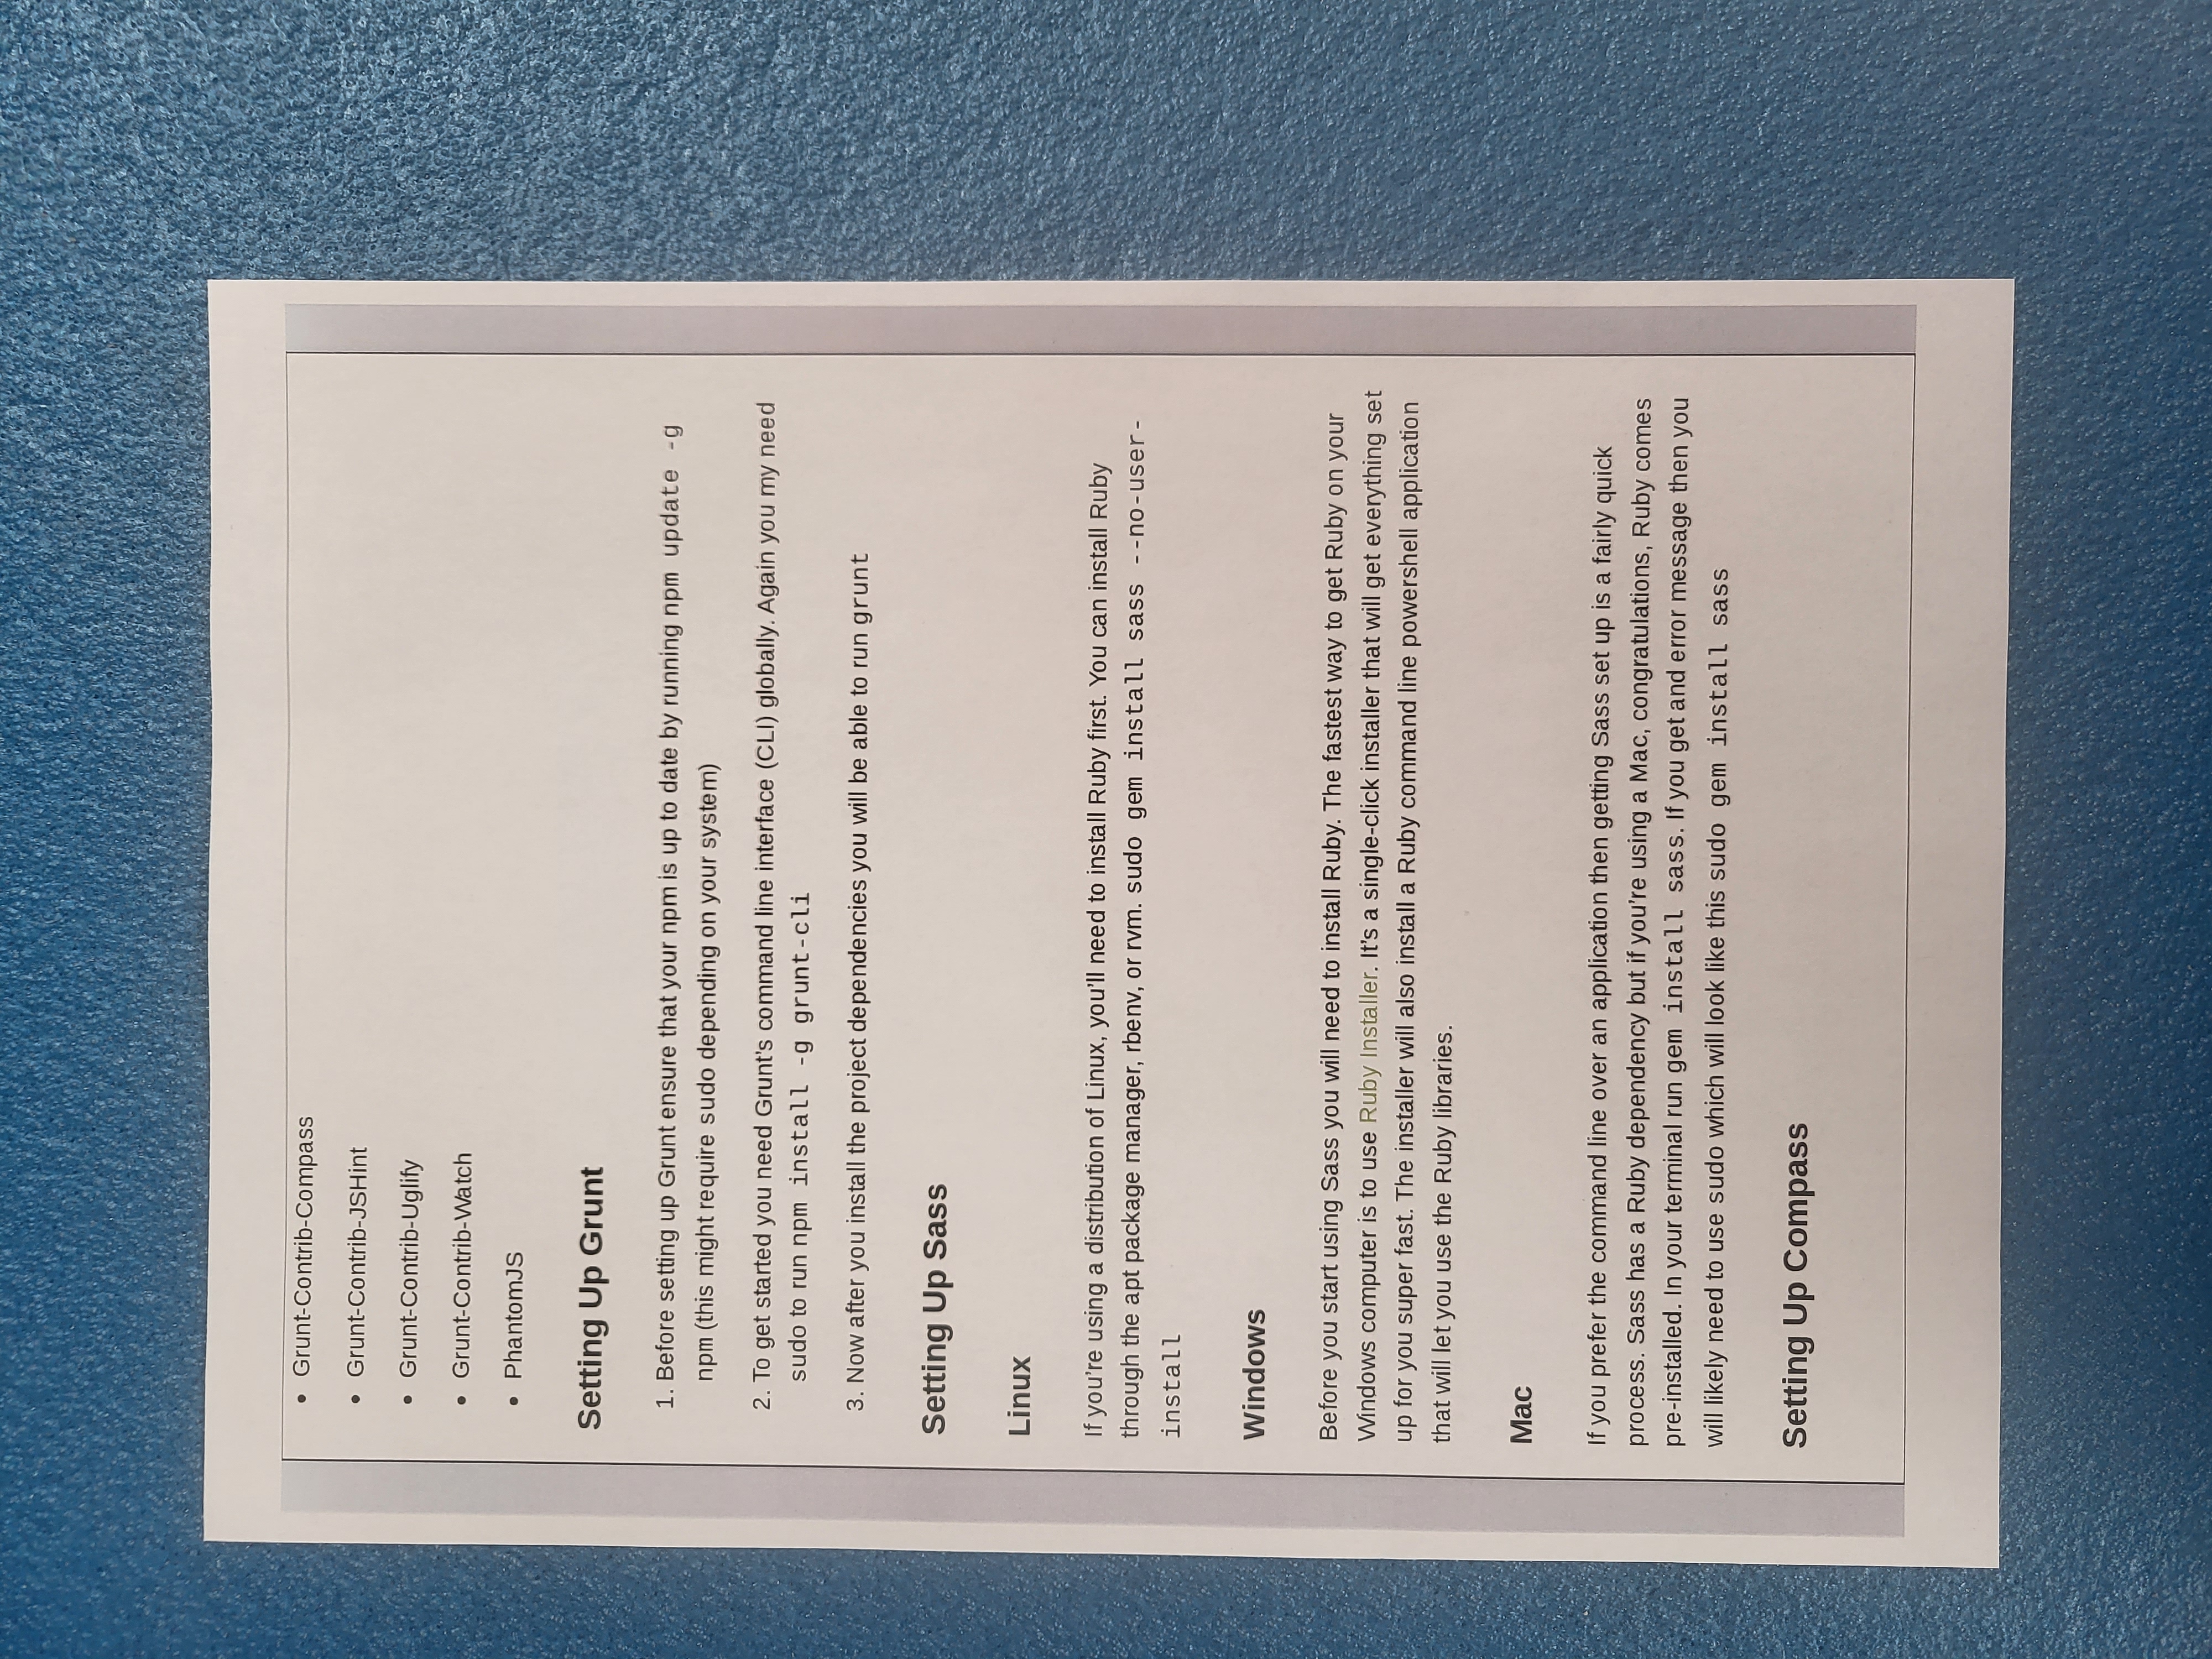 • Grunt-Contrib-Compass
• Grunt-Contrib-JSHint
• Grunt-Contrib-Uglify
• Grunt-Contrib-Watch
• PhantomJS
Setting Up Grunt
1. Before setting up Grunt ensure that your npm is up to date by running npm update -g
npm (this might require sudo depending on your system)
2. To get started you need Grunt’s command line interface (CLI) globally. Again you my need
sudo to run npm install -g grunt-cli
3. Now after you install the project dependencies you will be able to run grunt
Setting Up Sass
Linux
If you’re using a distribution of Linux, you’ll need to install Ruby first. You can install Ruby
through the apt package manager, rbenv, or rvm. sudo gem install sass --no-user-
install
Windows
Before you start using Sass you will need to install Ruby. The fastest way to get Ruby on your
Windows computer is to use Ruby Installer. It’s a single-click installer that will get everything set
up for you super fast. The installer will also install a Ruby command line powershell application
that will let you use the Ruby libraries.
Mac
If you prefer the command line over an application then getting Sass set up is a fairly quick
process. Sass has a Ruby dependency but if you’re using a Mac, congratulations, Ruby comes
pre-installed. In your terminal run gem install sass. If you get and error message then you
will likely need to use sudo which will look like this sudo gem install sass
Setting Up Compass